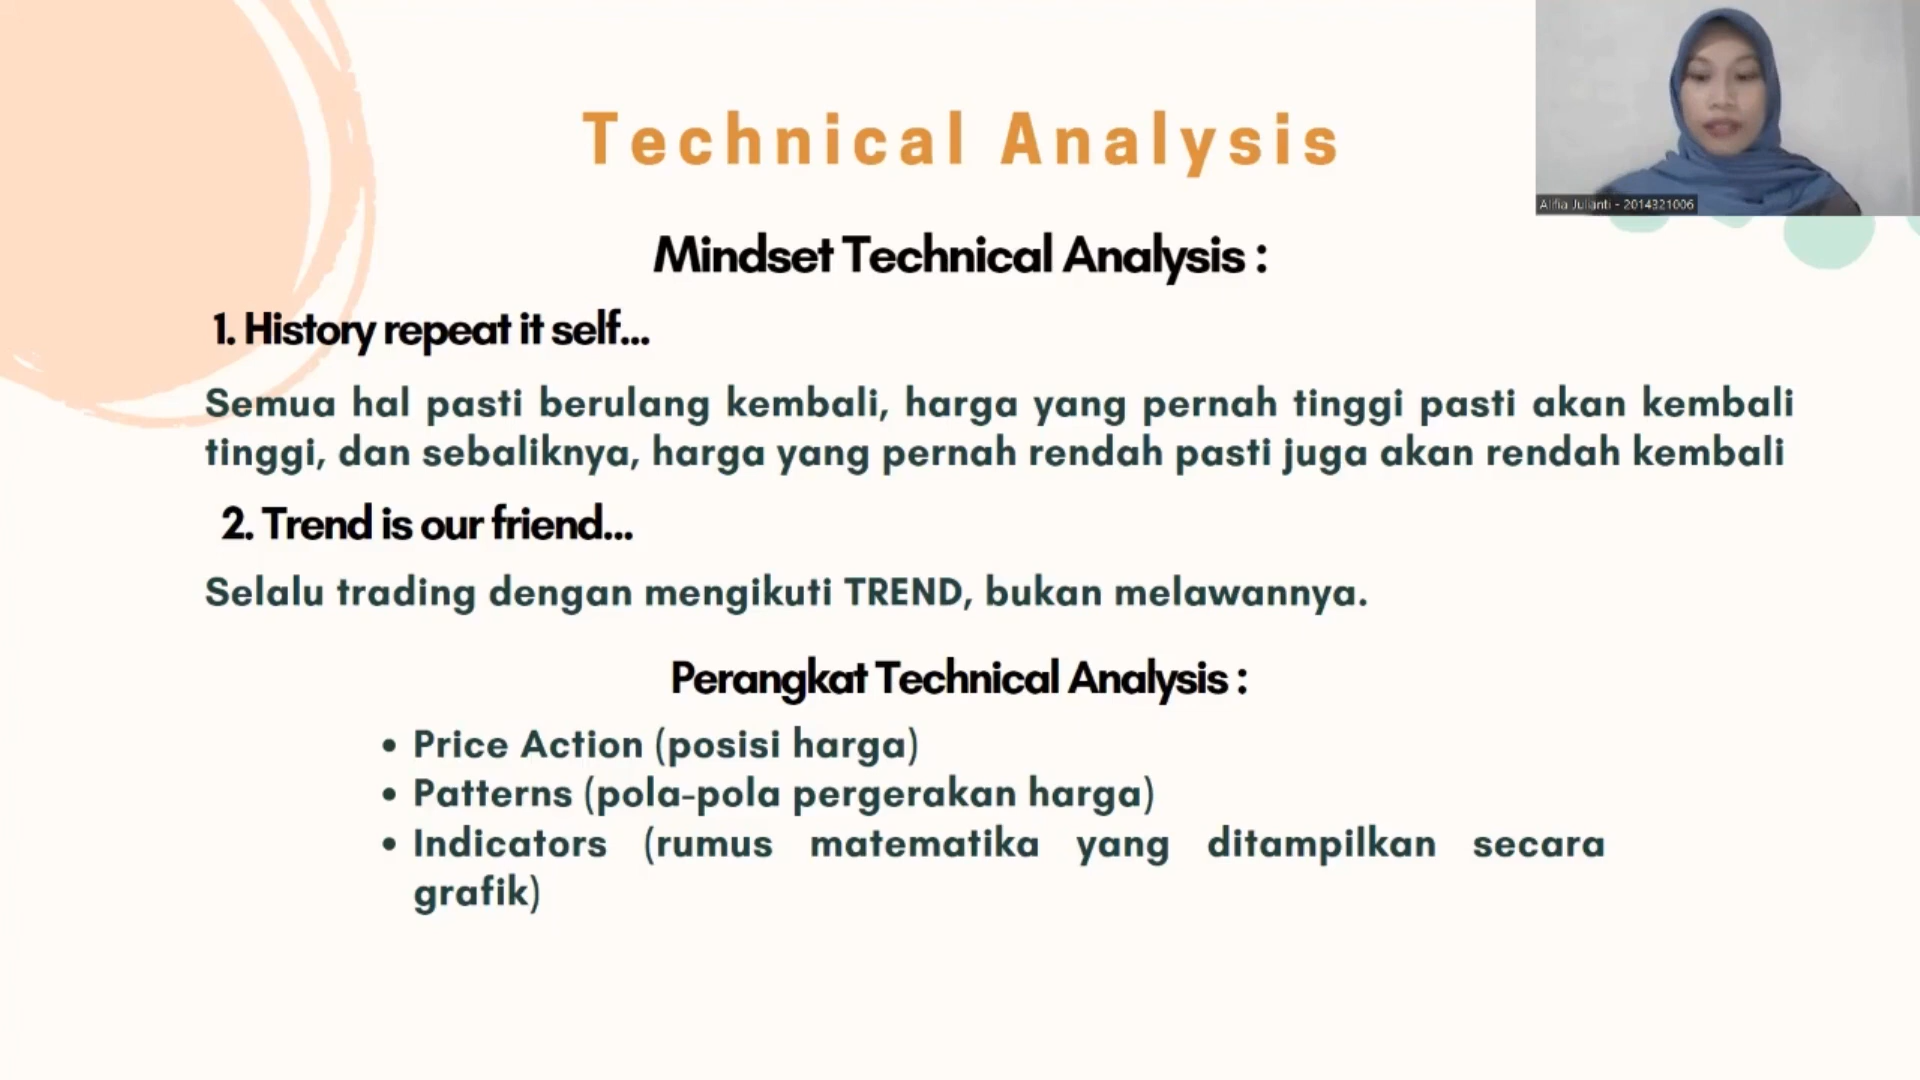 Technical Analysis
Alifia Julianti - 2014321006
Mindset Technical Analysis :
1. History repeat it self...
Semua hal pasti berulang kembali, harga yang pernah tinggi pasti akan kembali
tinggi, dan sebaliknya, harga yang pernah rendah pasti juga akan rendah kembali
2. Trend is our friend...
Selalu trading dengan mengikuti TREND, bukan melawannya.
Perangkat Technical Analysis :
• Price Action (posisi harga)
• Patterns (pola-pola pergerakan harga)
• Indicators (rumus matematika yang ditampilkan secara
grafik)